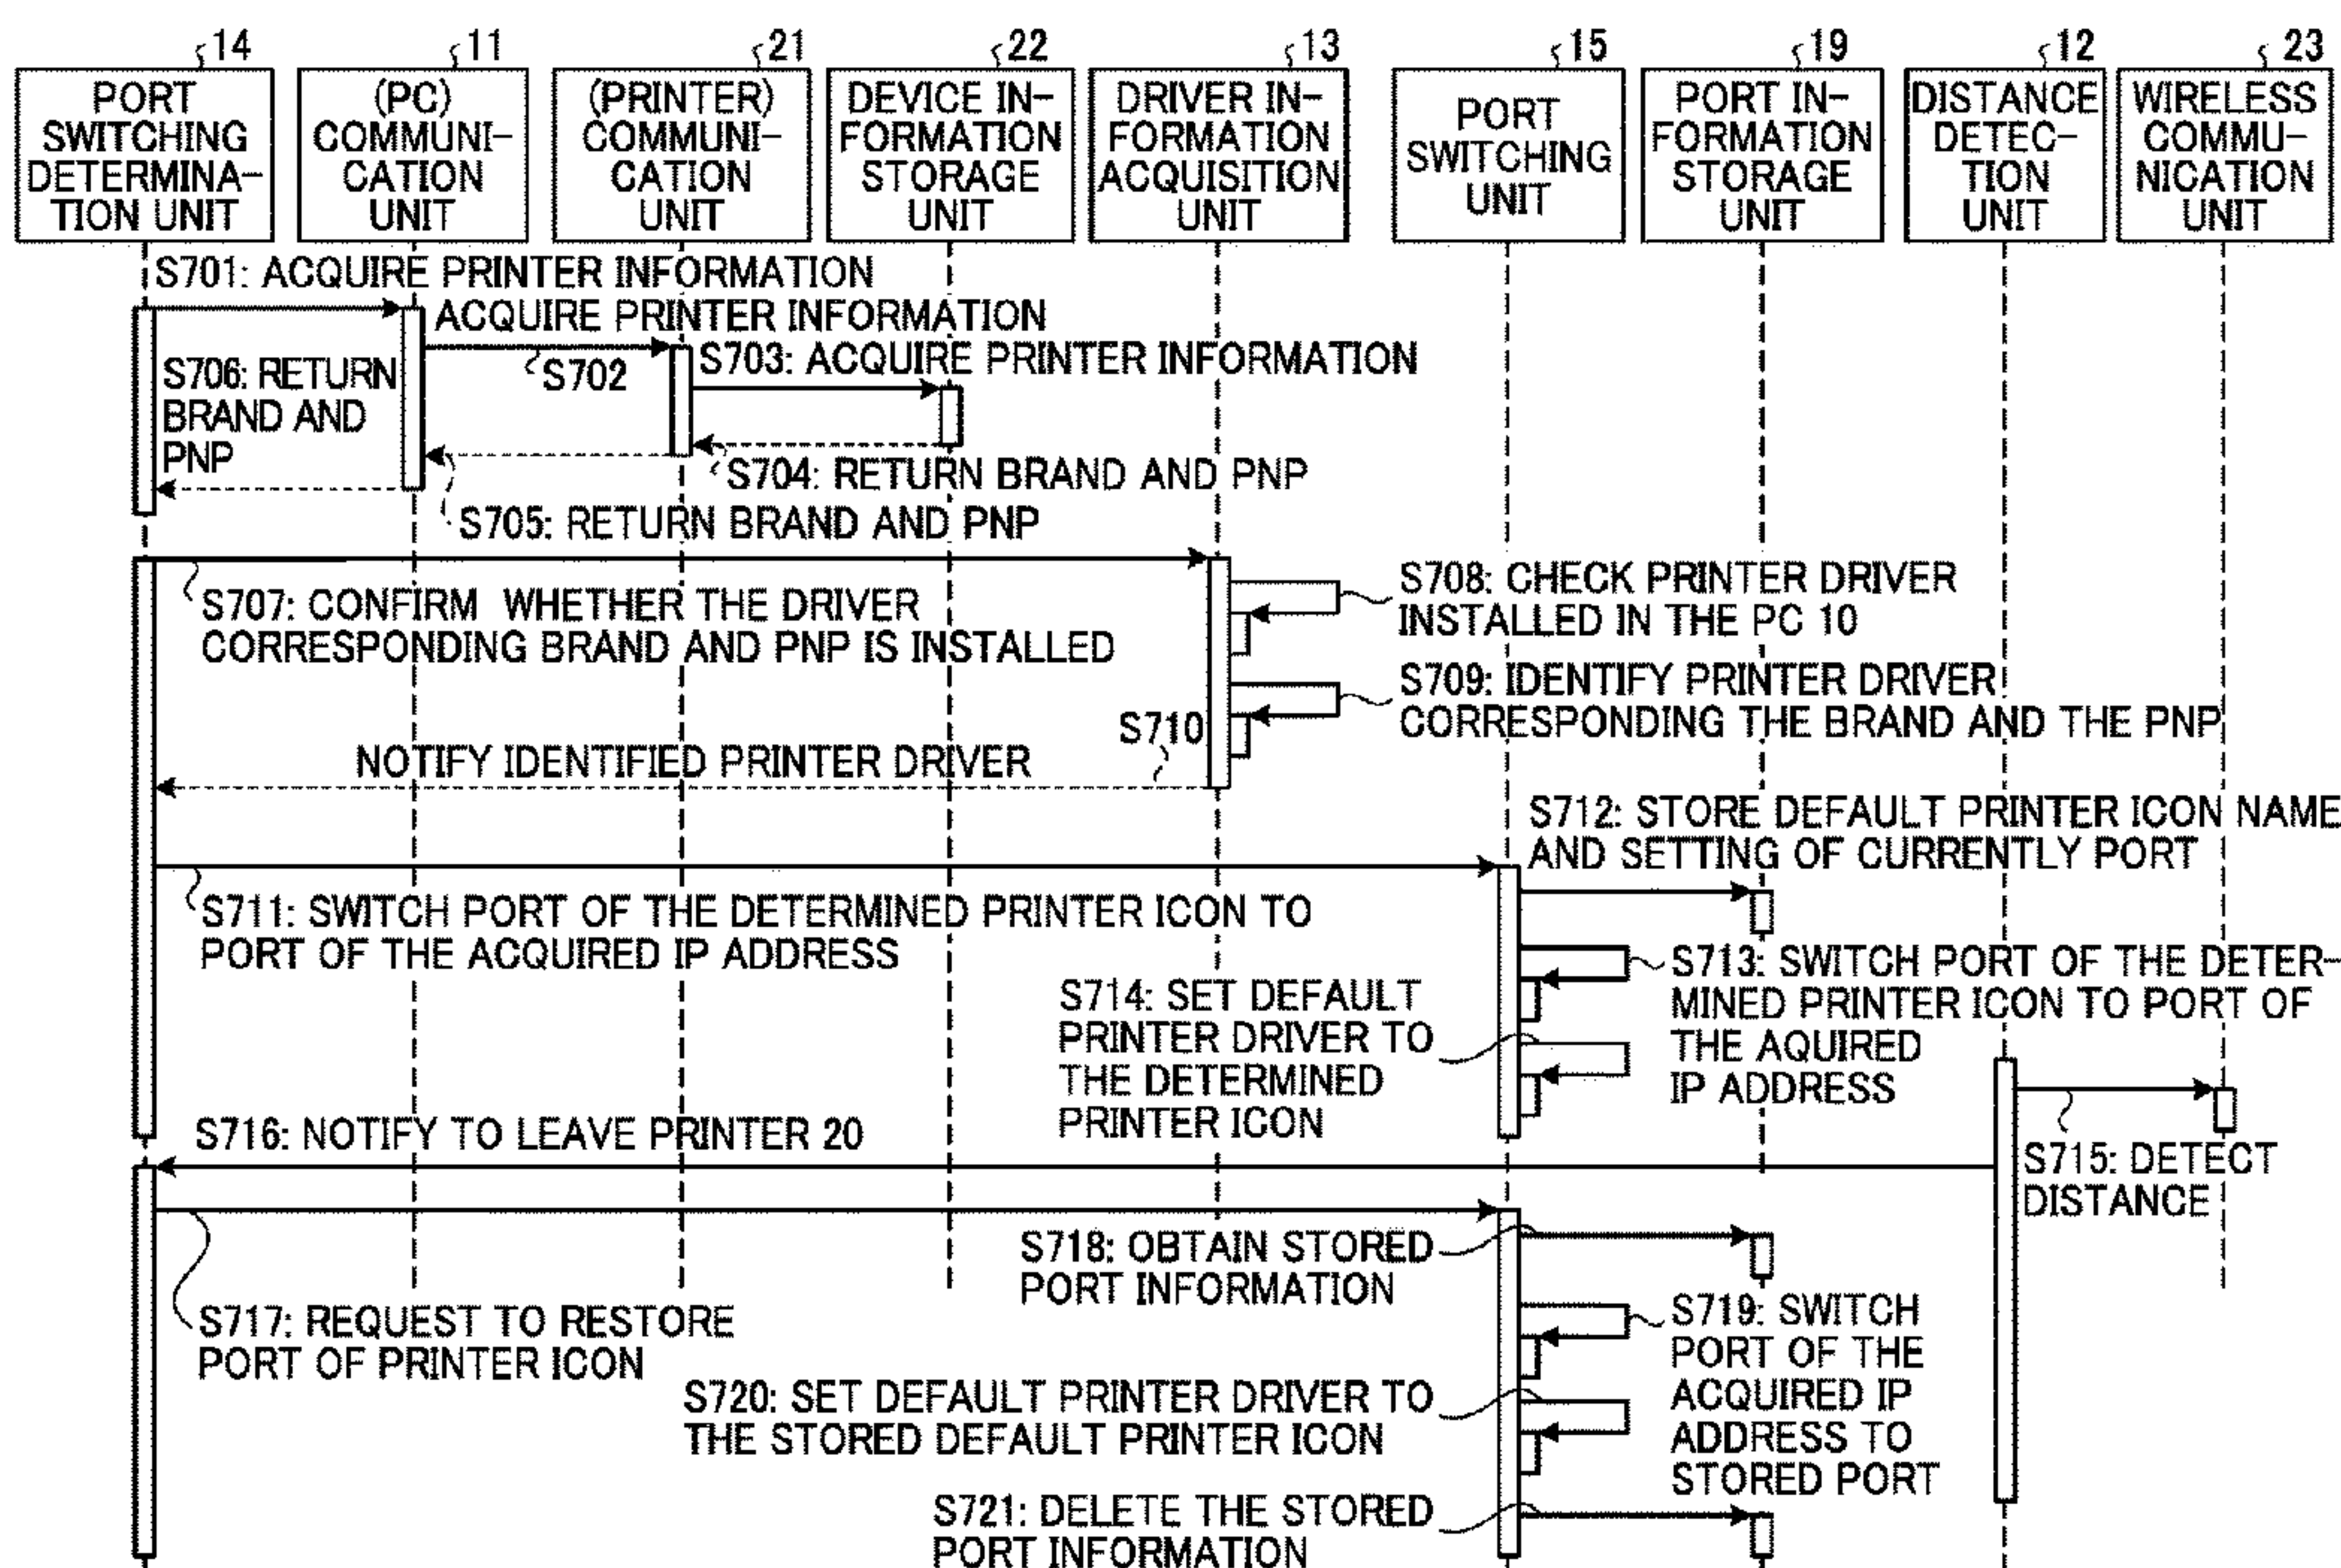 14
11
21
22
13
15
19
12
23
PORT
SWITCHING
DETERMINA-
TION UNIT
(PC)
COMMUNI-
CATION
UNIT
(PRINTER)
COMMUNI-
CATION
UNIT
DEVICE IN-
FORMATION
STORAGE
UNIT
DRIVER IN-
FORMATION
ACQUISITION
UNIT
PORT
SWITCHING
UNIT
PORT IN-
FORMATION
STORAGE
UNIT
DISTANCE
DETEC-
TION
UNIT
WIRELESS
COMMU-
NICATION
UNIT
S701: ACQUIRE PRINTER INFORMATION
ACQUIRE PRINTER INFORMATION
S702
S703: ACQUIRE PRINTER INFORMATION
S706: RETURN
BRAND AND
PNP
S704: RETURN BRAND AND PNP
S705: RETURN BRAND AND PNP
S707: CONFIRM WHETHER THE DRIVER
CORRESPONDING BRAND AND PNP IS INSTALLED
S708: CHECK PRINTER DRIVER
INSTALLED IN THE PC 10
S709: IDENTIFY PRINTER DRIVER
CORRESPONDING THE BRAND AND THE PNP
S710
NOTIFY IDENTIFIED PRINTER DRIVER
S712: STORE DEFAULT PRINTER ICON NAME
AND SETTING OF CURRENTLY PORT
S711: SWITCH PORT OF THE DETERMINED PRINTER ICON TO
PORT OF THE ACQUIRED IP ADDRESS
S713: SWITCH PORT OF THE DETER-
MINED PRINTER ICON TO PORT OF
THE AQUIRED
IP ADDRESS
S714: SET DEFAULT
PRINTER DRIVER TO
THE DETERMINED
PRINTER ICON
S716: NOTIFY TO LEAVE PRINTER 20
S715: DETECT
DISTANCE
S718: OBTAIN STORED
PORT INFORMATION
S717: REQUEST TO RESTORE
PORT OF PRINTER ICON
S719: SWITCH
PORT OF THE
ACQUIRED IP
ADDRESS TO
STORED PORT
S720: SET DEFAULT PRINTER DRIVER TO
THE STORED DEFAULT PRINTER ICON
S721: DELETE THE STORED
PORT INFORMATION